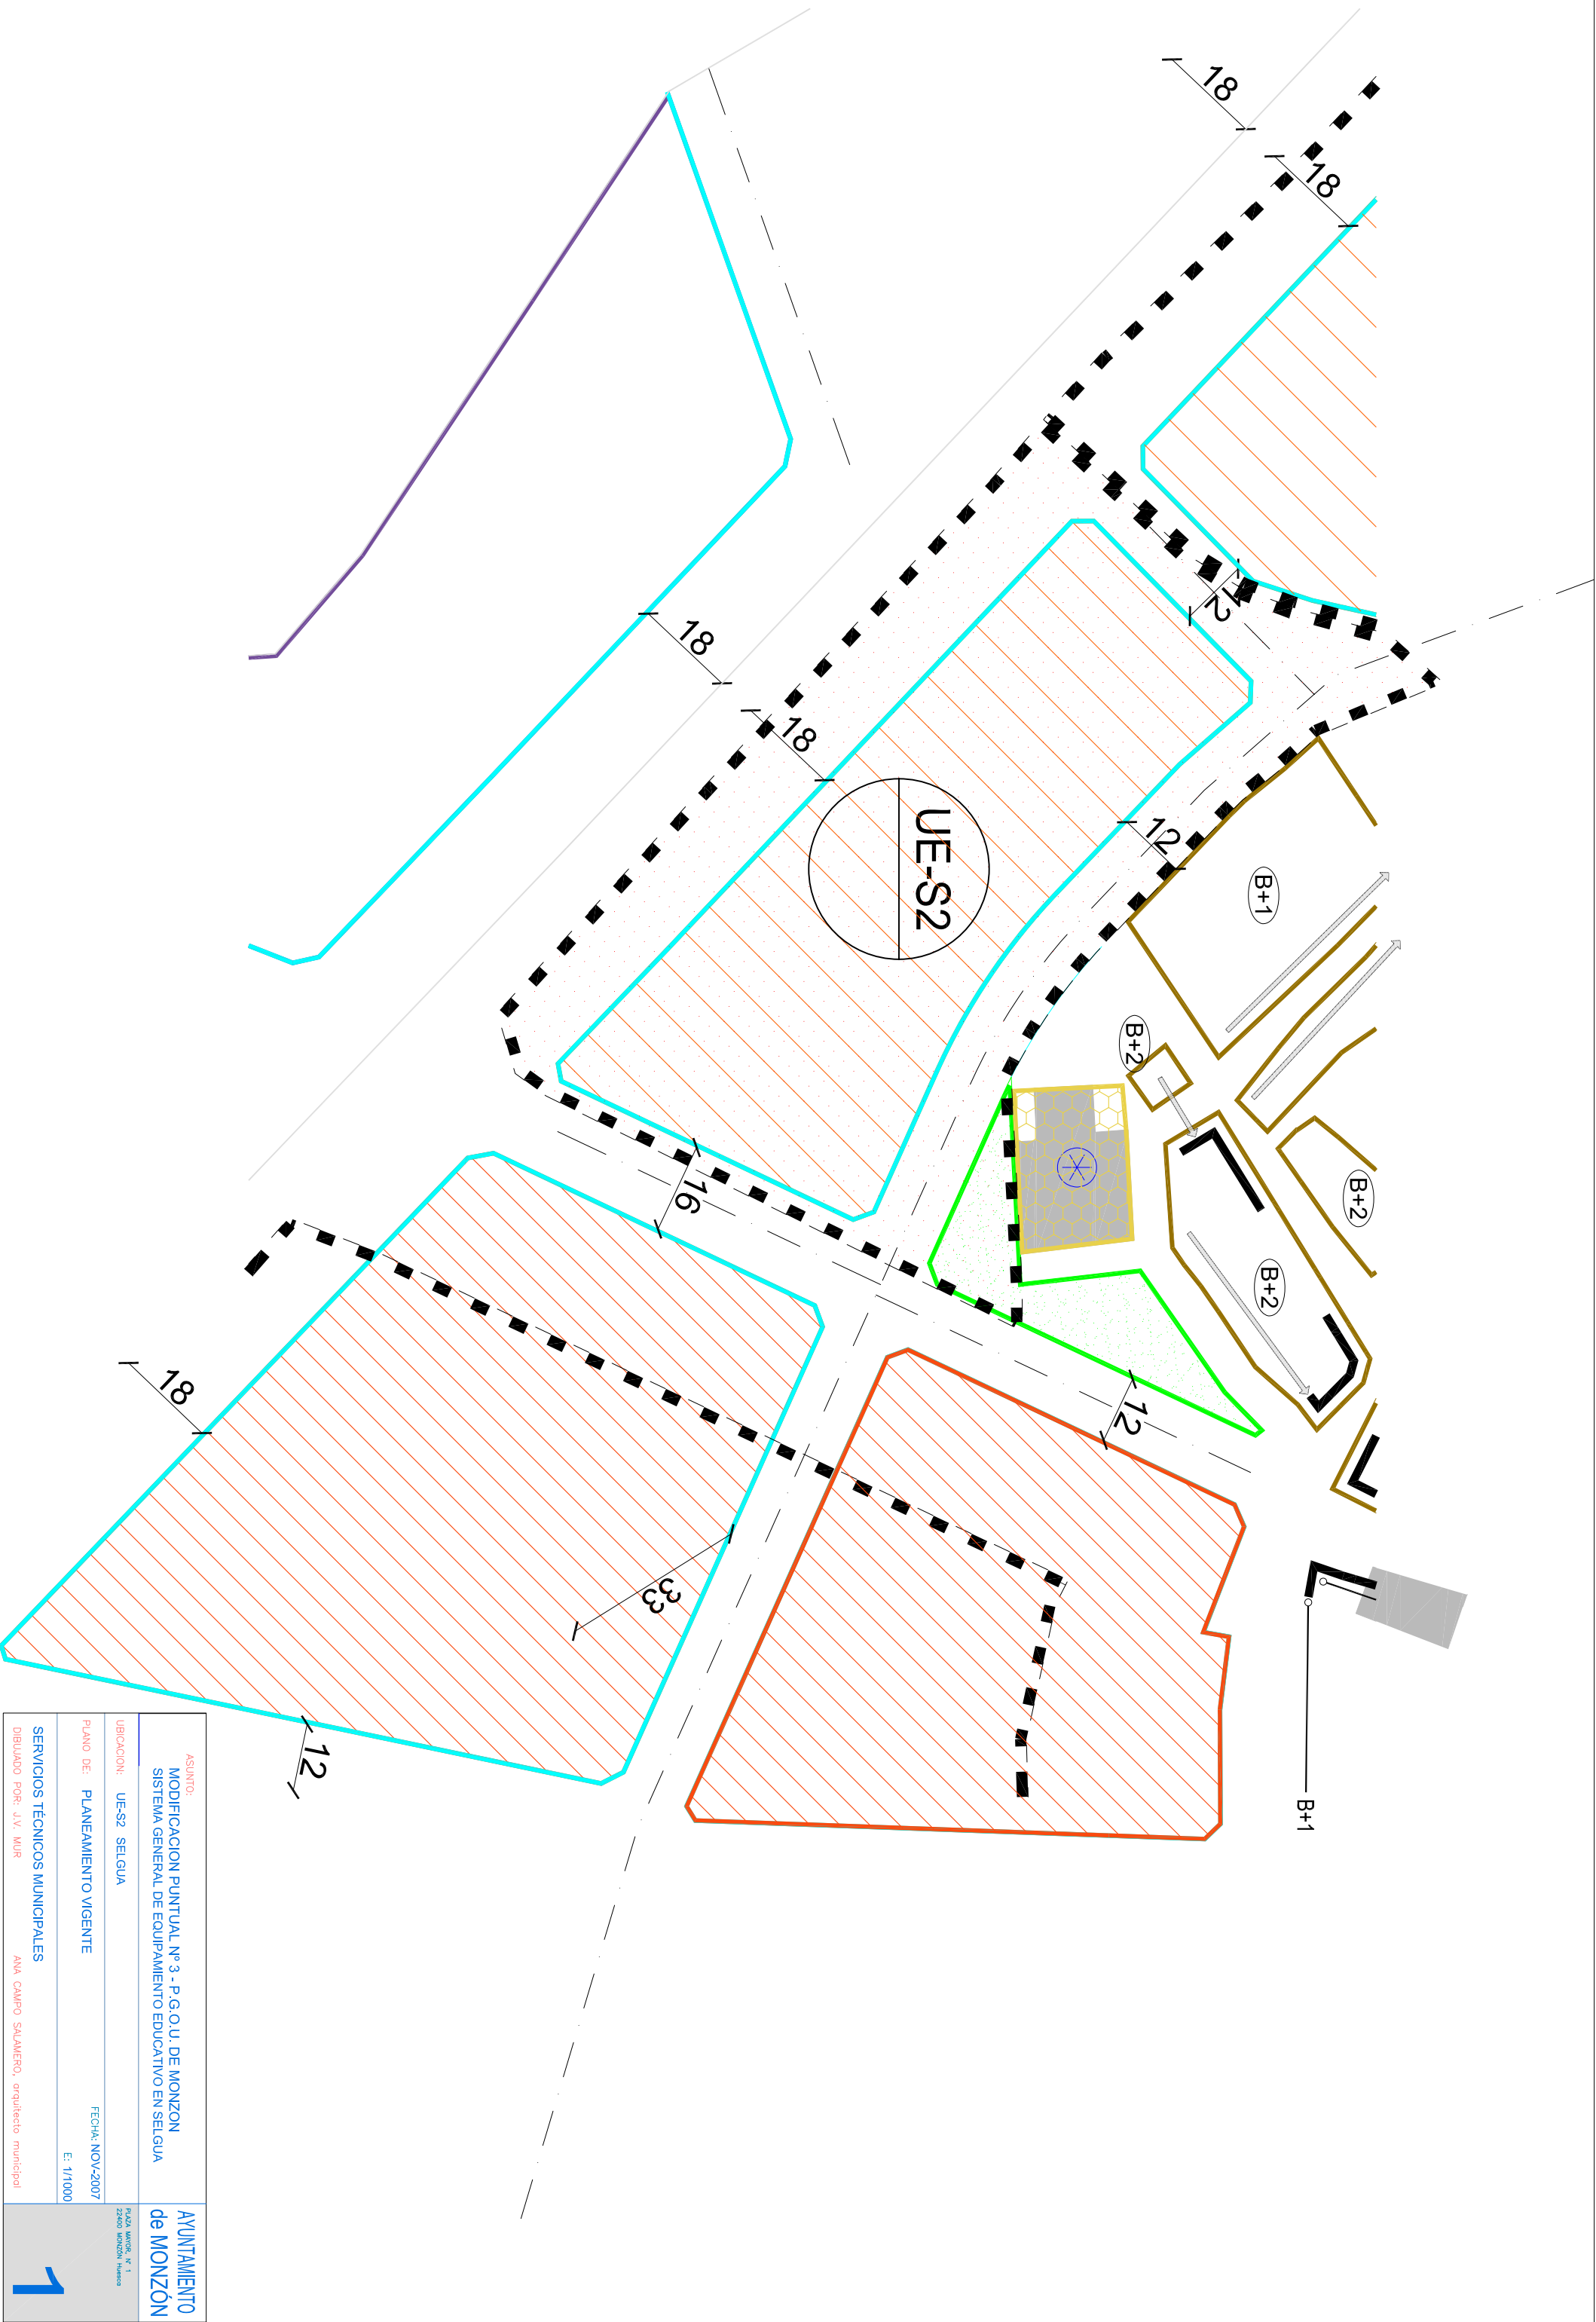 18
18
18
18
12
12
UE-S2
B+1
B+2
B+2
B+2
16
12
18
33
12
B+1
ASUNTO:
MODIFICACION PUNTUAL Nº 3 - P.G.O.U. DE MONZON
SISTEMA GENERAL DE EQUIPAMIENTO EDUCATIVO EN SELGUA
UBICACION: UE-S2 SELGUA
PLANO DE: PLANEAMIENTO VIGENTE
FECHA: NOV-2007
E: 1/1000
SERVICIOS TÉCNICOS MUNICIPALES
DIBUJADO POR: J.V. MUR
ANA CAMPO SALAMERO, arquitecto municipal
AYUNTAMIENTO
de MONZÓN
PLAZA MAYOR, Nº 1
22400 MONZÓN Huesca
1